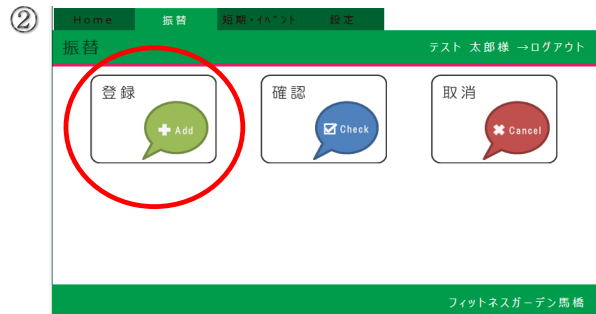 ②
Home 振替 短期・イベント 設定
振替 テスト 太郎様 →ログアウト
登録 確認 取消
Add Check Cancel
フィットネスガーデン馬橋